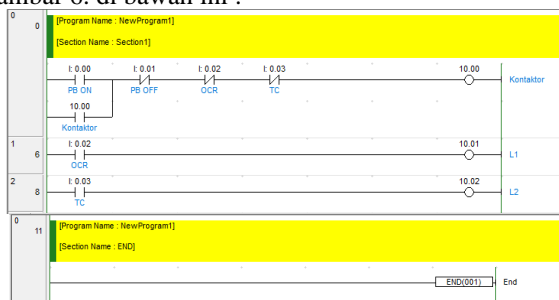 ambar 6. di bawah ini :
0
0
[Program Name : NewProgram1]
[Section Name : Section1]
I: 0.00 I: 0.01 I: 0.02 I: 0.03 10.00
PB ON PB OFF OCR TC Kontaktor
10.00
Kontaktor
1
6
I: 0.02 10.01
OCR L1
2
8
I: 0.03 10.02
TC L2
0
11
[Program Name : NewProgram1]
[Section Name : END]
END(001) End